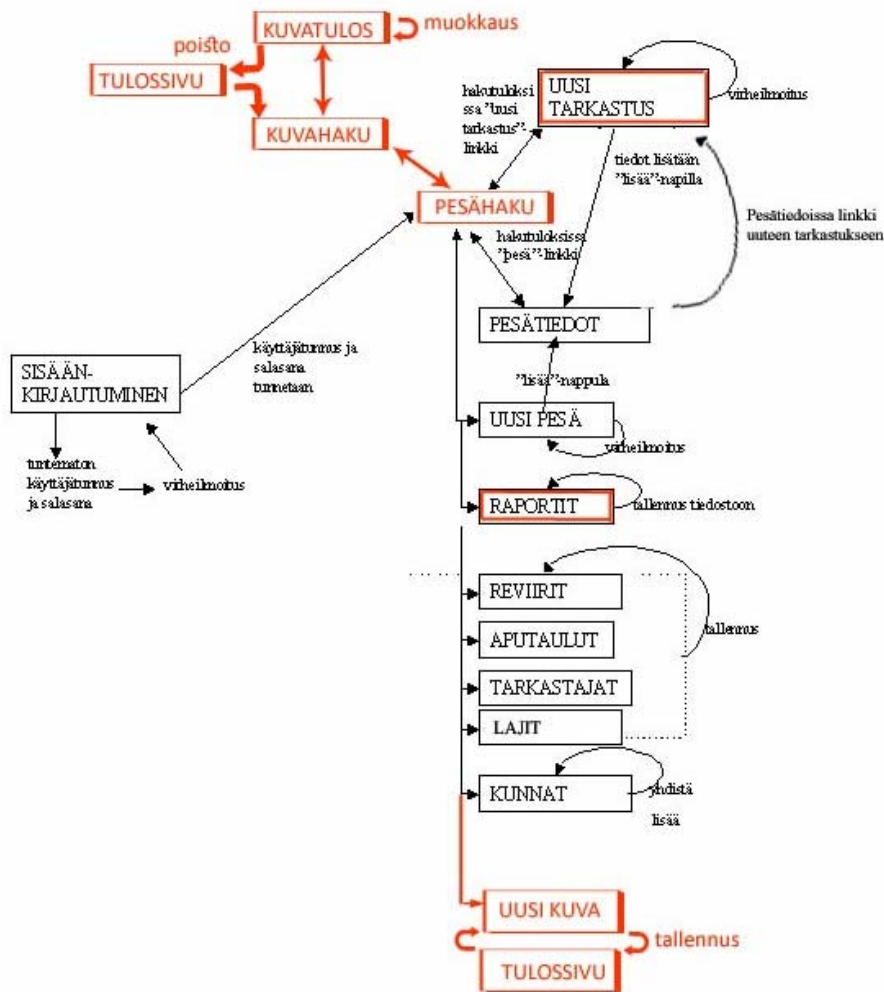 KUVATULOS
muokkaus
poisto
TULOSSIVU
KUVAHAKU
hakutuloksi
ssa "uusi
tarkastus"-
linkki
UUSI
TARKASTUS
virheilmoitus
tiedot lisätään
"lisää"-napilla
PESÄHAKU
Pesätiedoissa linkki
uuteen tarkastukseen
hakutuloksissa
"pesä"-linkki
PESÄTIEDOT
käyttäjätunnus ja
salasana
tunnetaan
SISÄÄN-
KIRJAUTUMINEN
"lisää"-nappula
UUSI PESÄ
virheilmoitus
tuntematon
käyttäjätunnus
ja salasana
virheilmoitus
RAPORTIT
tallennus tiedostoon
REVIIRIT
APUTAULUT
tallennus
TARKASTAJAT
LAJIT
KUNNAT
yhdistä
lisää
UUSI KUVA
tallennus
TULOSSIVU